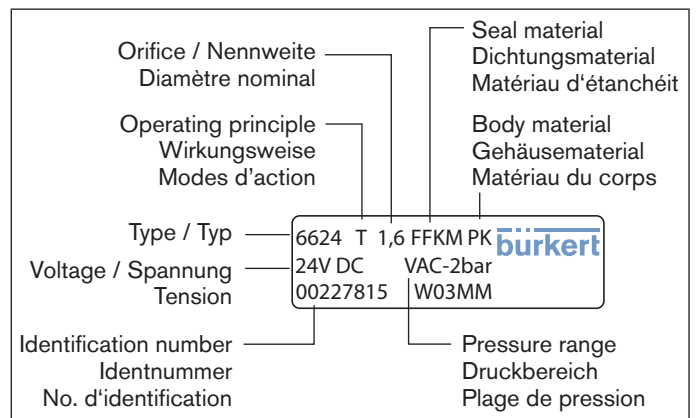 Orifice / Nennweite
Diamètre nominal
Seal material
Dichtungsmaterial
Matériau d'étanchéit
Operating principle
Wirkungsweise
Modes d'action
Body material
Gehäusematerial
Matériau du corps
Type / Typ
Voltage / Spannung
Tension
6624 T 1,6 FFKM PK
24V DC VAC-2bar
00227815 W03MM
bürkert
Identification number
Identnummer
No. d'identification
Pressure range
Druckbereich
Plage de pression